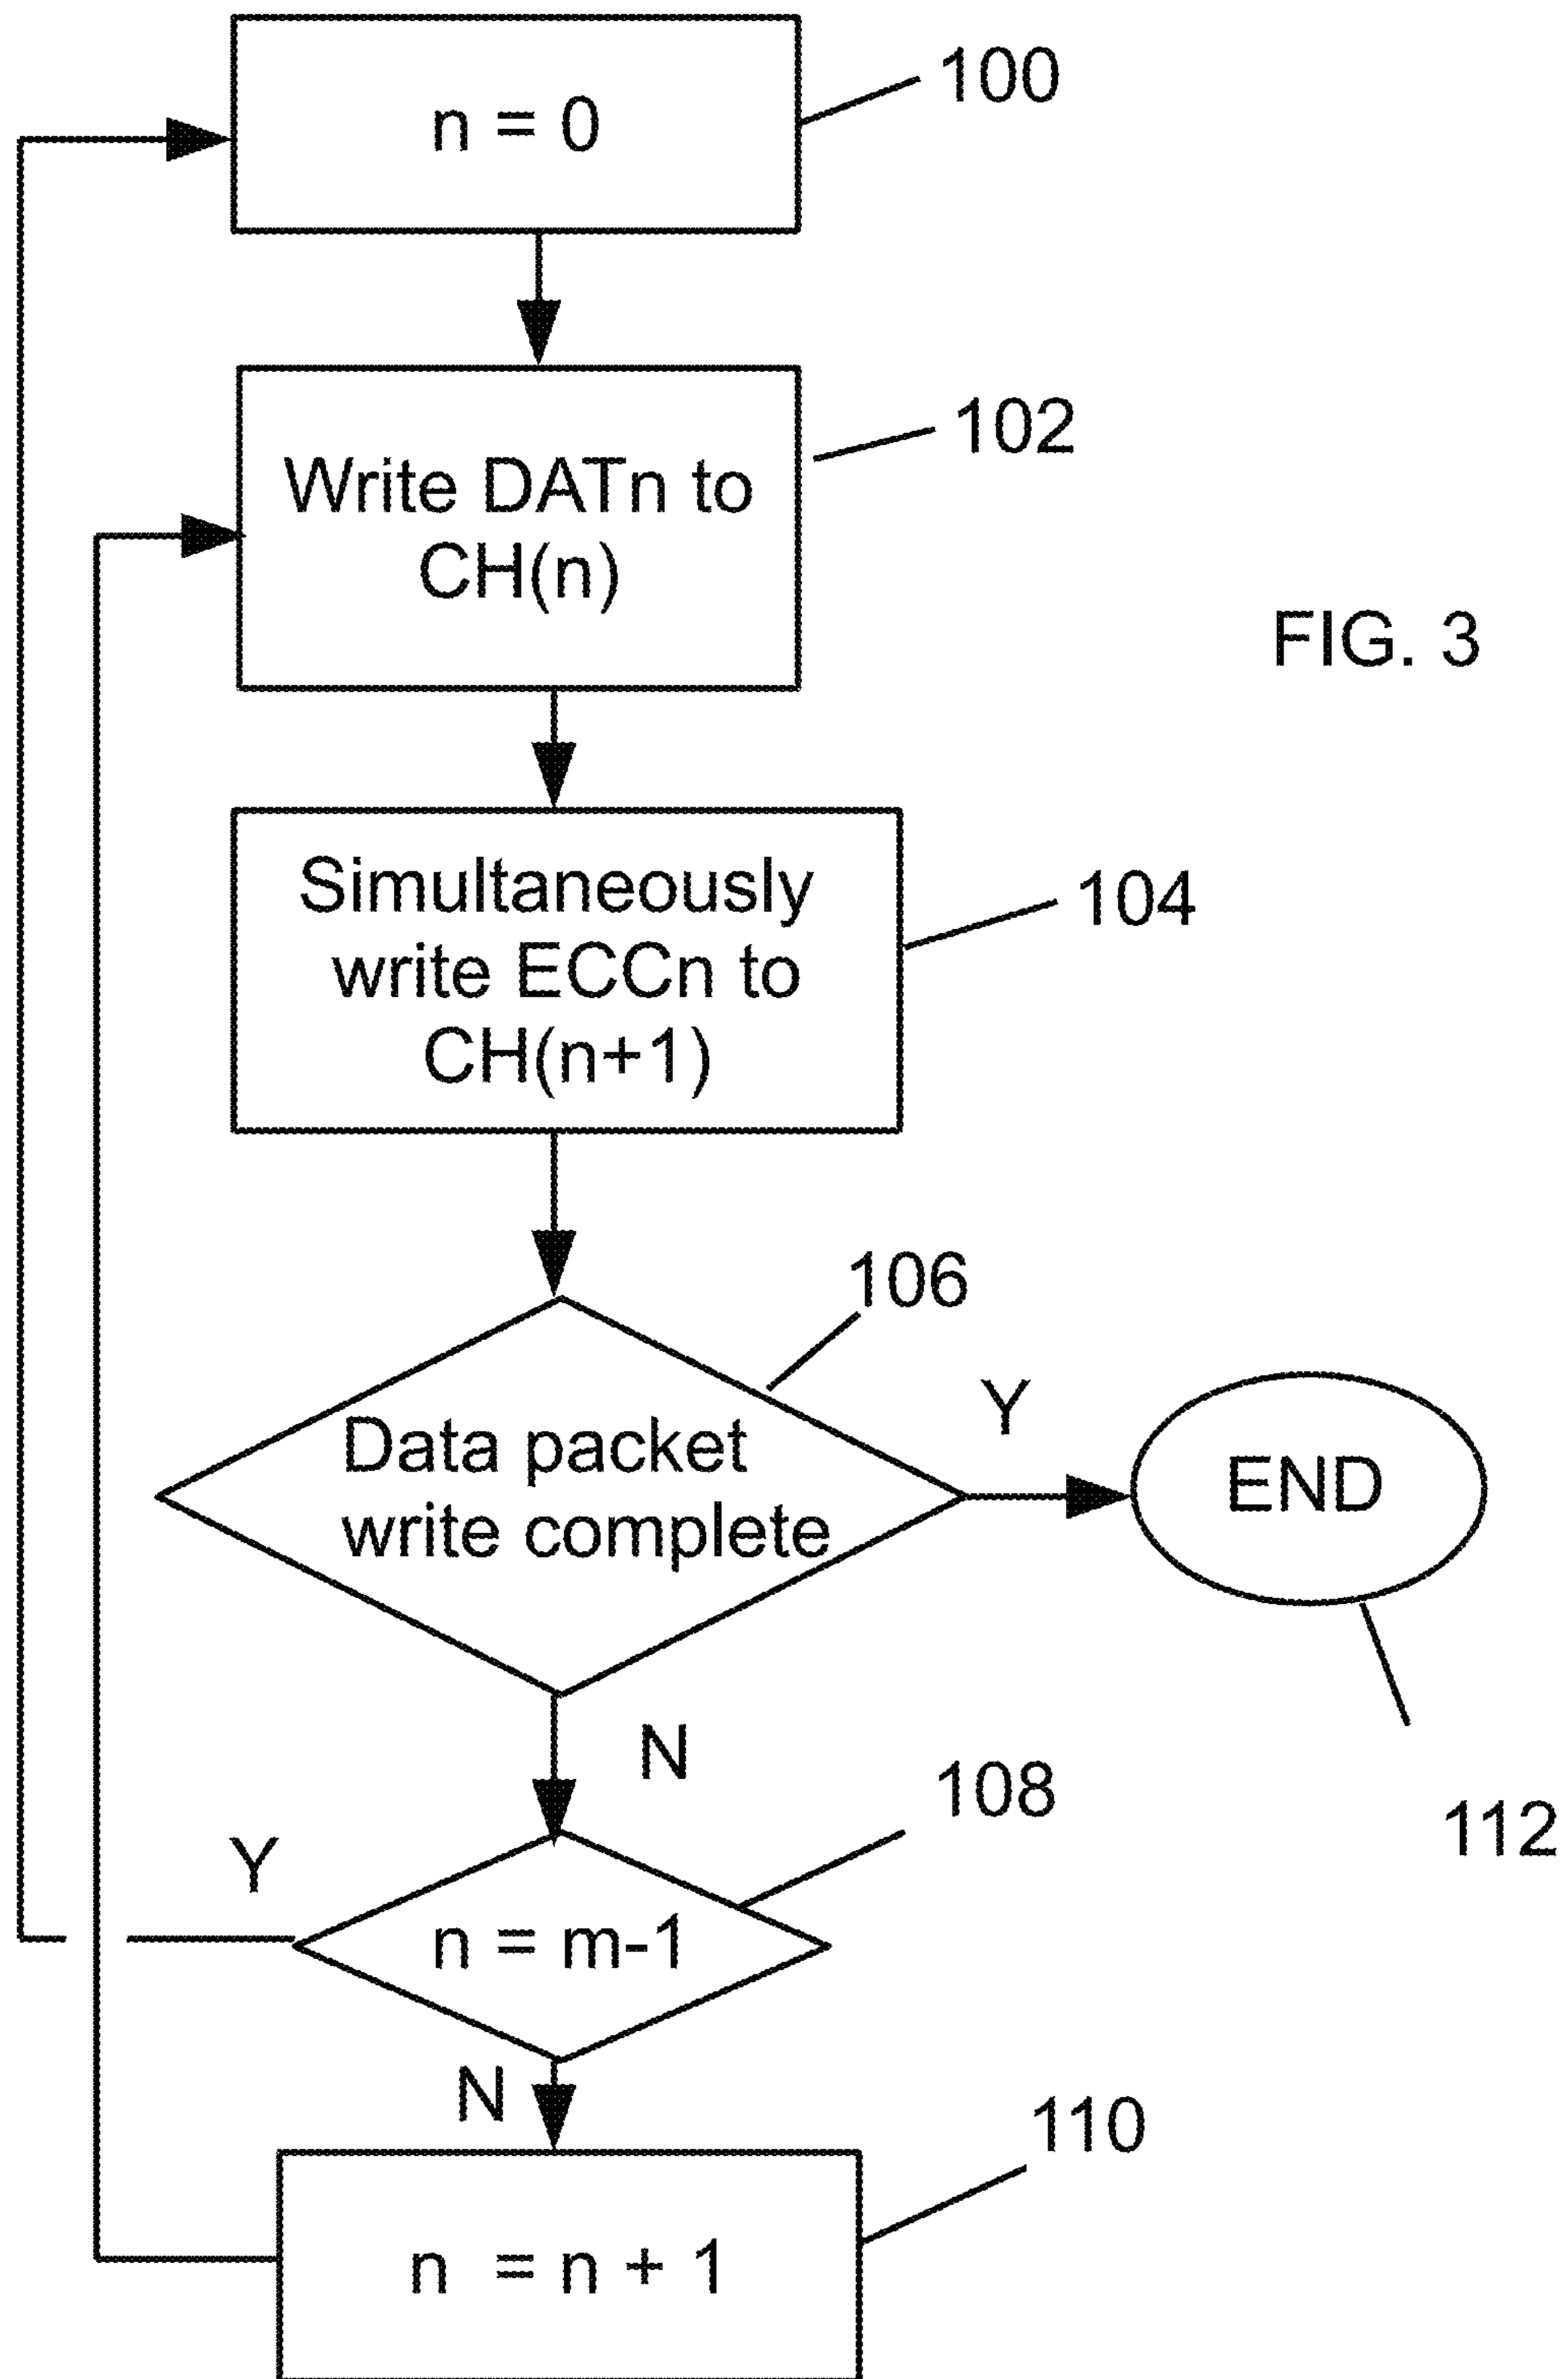 n = 0
100
Write DATn to
CH(n)
102
FIG. 3
Simultaneously
write ECCn to
CH(n+1)
104
106
Data packet
write complete
Y
END
112
N
108
Y
n = m-1
N
110
n = n + 1